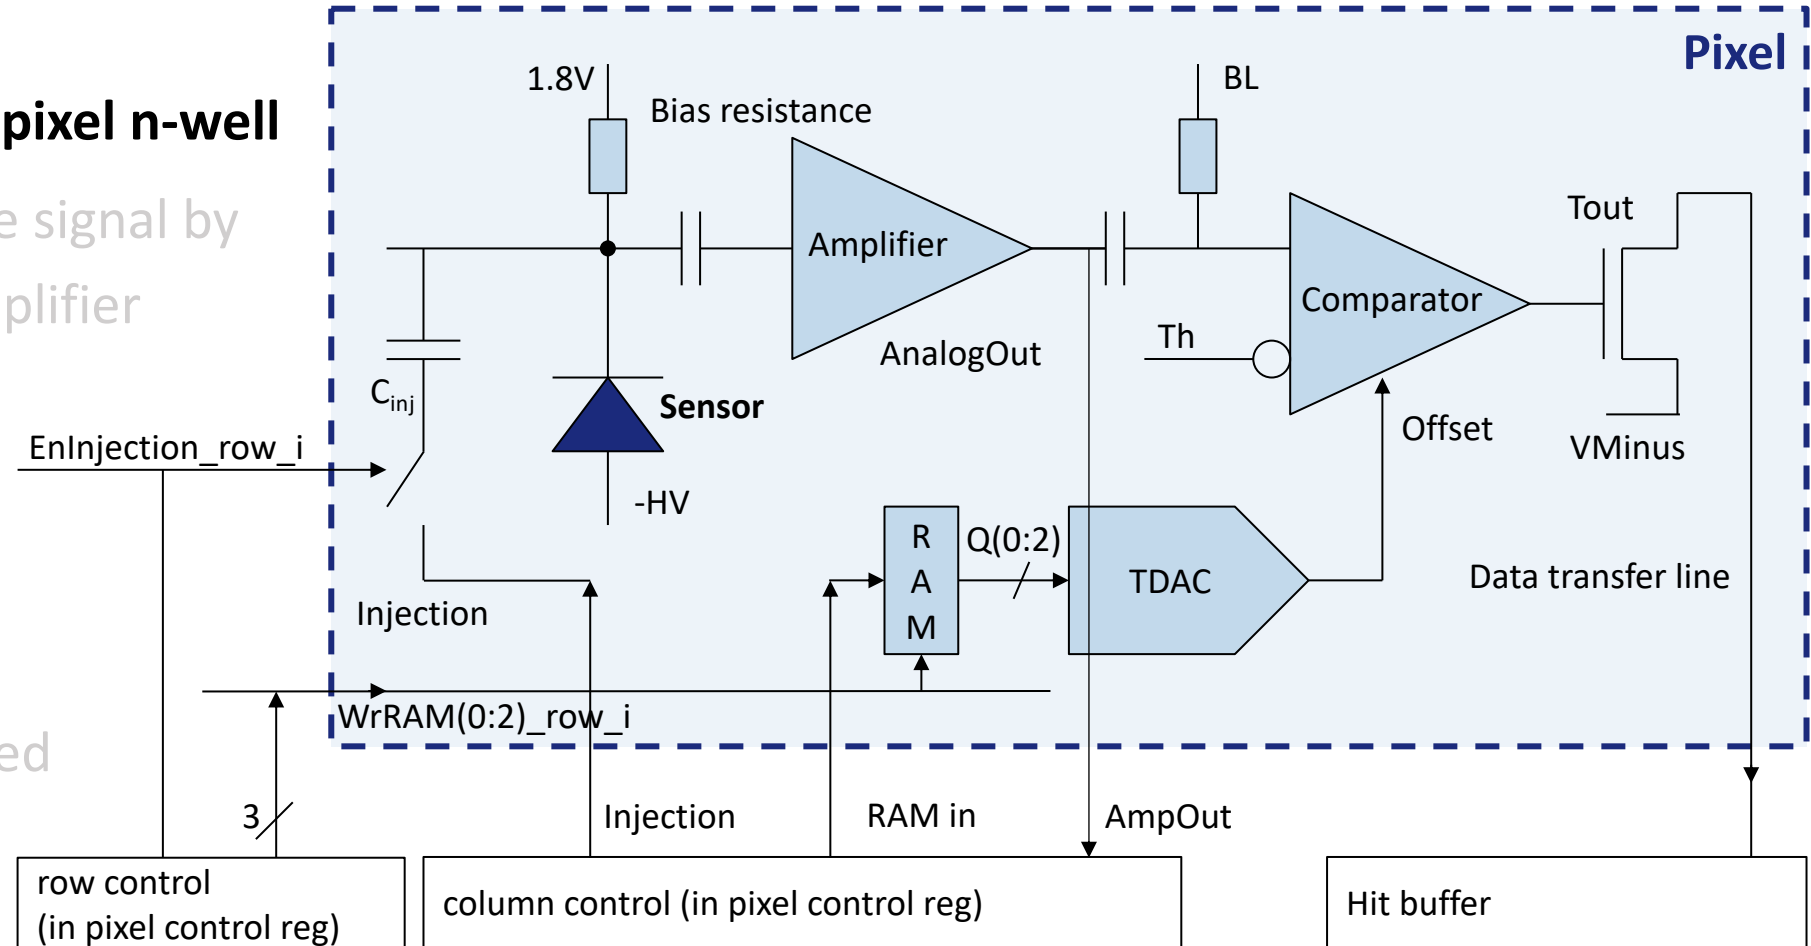 Pixel
1.8V
BL
Bias resistance
pixel n-well
e signal by
plifier
Tout
Amplifier
Comparator
Th
AnalogOut
Cinj
Sensor
Offset
EnInjection_row_i
VMinus
-HV
R
A
M
Q(0:2)
TDAC
Data transfer line
Injection
WrRAM(0:2)_row_i
ed
3
Injection
RAM in
AmpOut
row control
(in pixel control reg)
column control (in pixel control reg)
Hit buffer